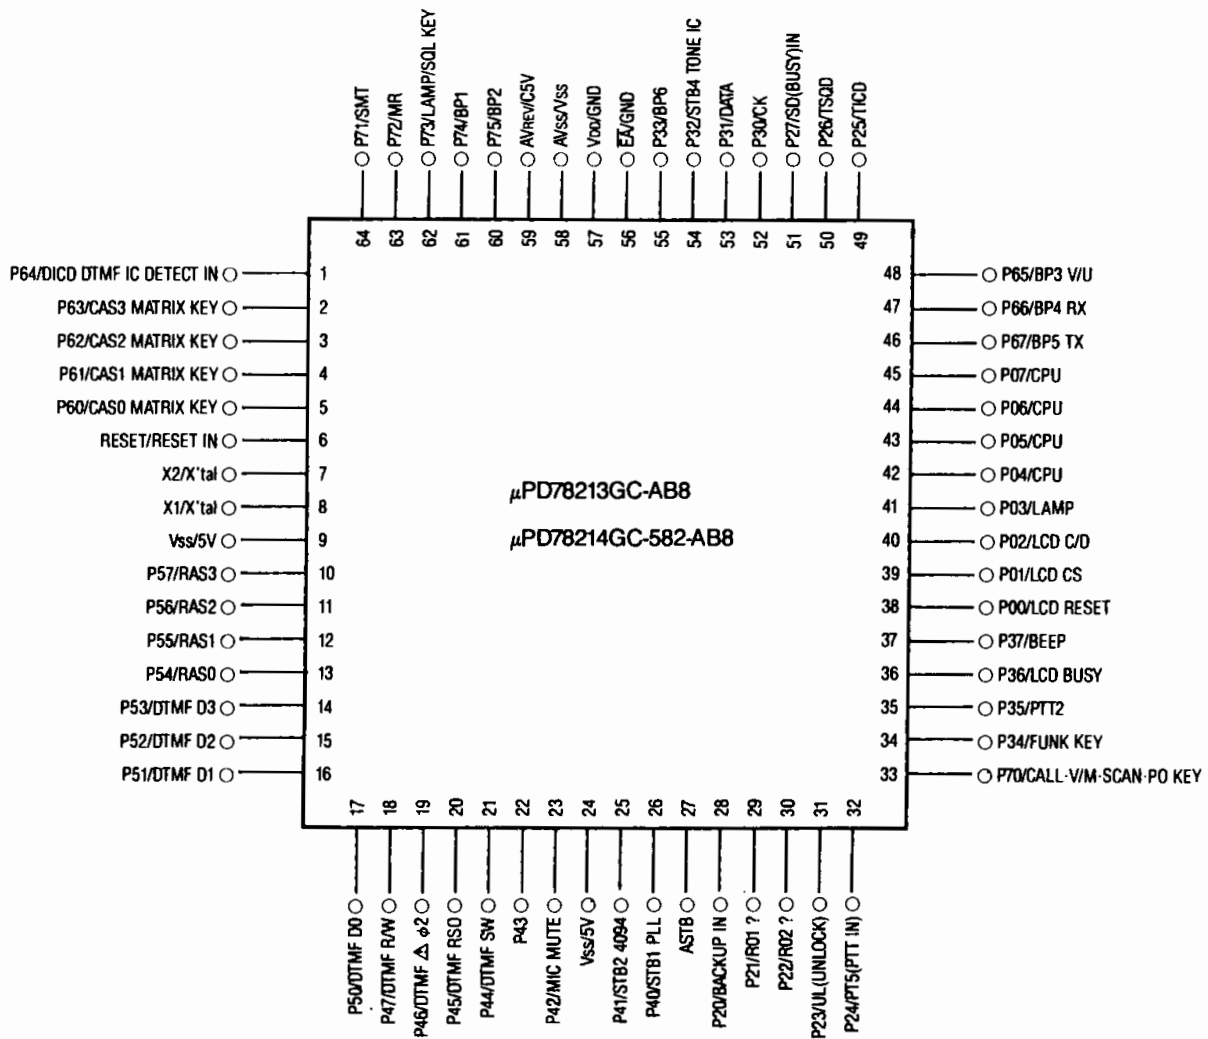 P71/SMT
P72/MR
P73/LAMP/SQL KEY
P74/BP1
P75/BP2
AVREV/C5V
AVss/Vss
VDD/GND
EA/GND
P33/BP6
P32/STB4 TONE IC
P31/DATA
P30/CK
P27/SD(BUSY)IN
P26/TSQD
P25/TICD
64
63
62
61
60
59
58
57
56
55
54
53
52
51
50
49
P64/DICD DTMF IC DETECT IN 1
P63/CAS3 MATRIX KEY 2
P62/CAS2 MATRIX KEY 3
P61/CAS1 MATRIX KEY 4
P60/CAS0 MATRIX KEY 5
RESET/RESET IN 6
X2/X'tal 7
X1/X'tal 8
Vss/5V 9
P57/RAS3 10
P56/RAS2 11
P55/RAS1 12
P54/RAS0 13
P53/DTMF D3 14
P52/DTMF D2 15
P51/DTMF D1 16
μPD78213GC-AB8
μPD78214GC-582-AB8
48 P65/BP3 V/U
47 P66/BP4 RX
46 P67/BP5 TX
45 P07/CPU
44 P06/CPU
43 P05/CPU
42 P04/CPU
41 P03/LAMP
40 P02/LCD C/D
39 P01/LCD CS
38 P00/LCD RESET
37 P37/BEEP
36 P36/LCD BUSY
35 P35/PTT2
34 P34/FUNK KEY
33 P70/CALL·V/M·SCAN·PO KEY
17
18
19
20
21
22
23
24
25
26
27
28
29
30
31
32
P50/DTMF D0
P47/DTMF R/W
P46/DTMF Δ φ2
P45/DTMF RS0
P44/DTMF SW
P43
P42/MIC MUTE
Vss/5V
P41/STB2 4094
P40/STB1 PLL
ASTB
P20/BACKUP IN
P21/R01 ?
P22/R02 ?
P23/UL(UNLOCK)
P24/PT5(PTT IN)